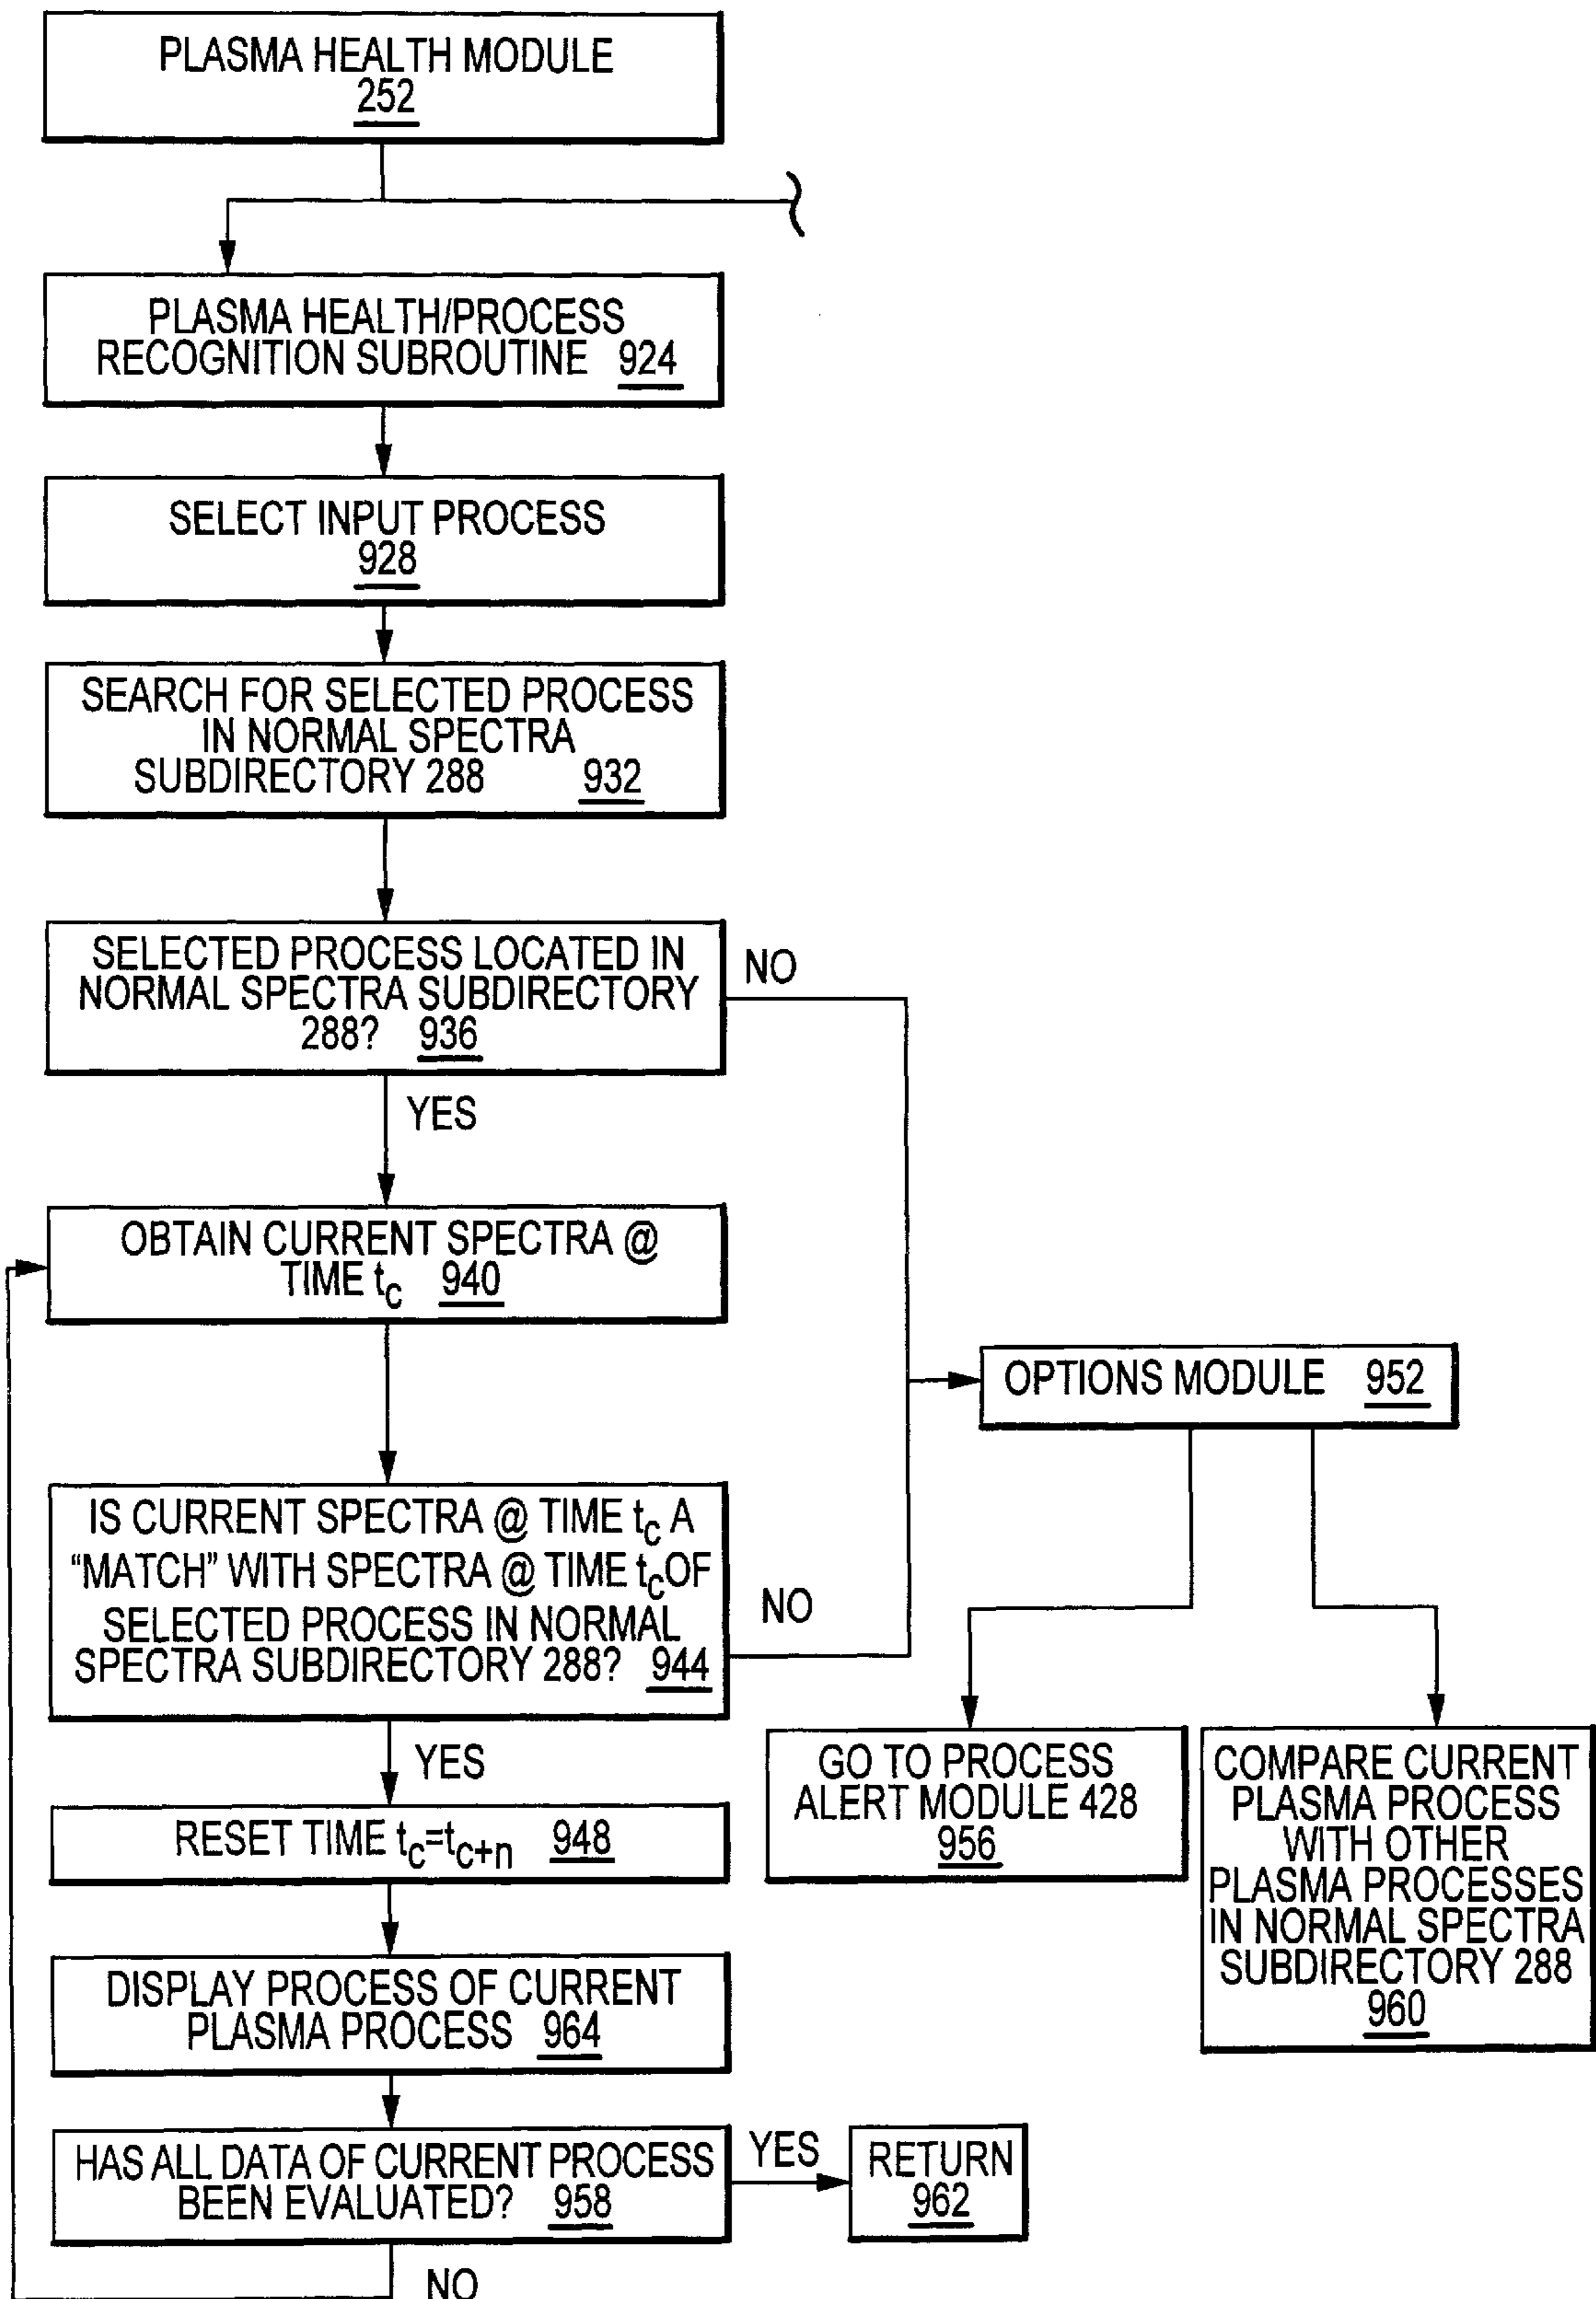 PLASMA HEALTH MODULE
252
PLASMA HEALTH/PROCESS
RECOGNITION SUBROUTINE 924
SELECT INPUT PROCESS
928
SEARCH FOR SELECTED PROCESS
IN NORMAL SPECTRA
SUBDIRECTORY 288 932
SELECTED PROCESS LOCATED IN
NORMAL SPECTRA SUBDIRECTORY
288? 936
NO
YES
OBTAIN CURRENT SPECTRA @
TIME tc 940
OPTIONS MODULE 952
IS CURRENT SPECTRA @ TIME tc A
“MATCH” WITH SPECTRA @ TIME tc OF
SELECTED PROCESS IN NORMAL
SPECTRA SUBDIRECTORY 288? 944
NO
YES
GO TO PROCESS
ALERT MODULE 428
956
COMPARE CURRENT
PLASMA PROCESS
WITH OTHER
PLASMA PROCESSES
IN NORMAL SPECTRA
SUBDIRECTORY 288
960
RESET TIME tc=tc+n 948
DISPLAY PROCESS OF CURRENT
PLASMA PROCESS 964
HAS ALL DATA OF CURRENT PROCESS
BEEN EVALUATED? 958
YES
RETURN
962
NO